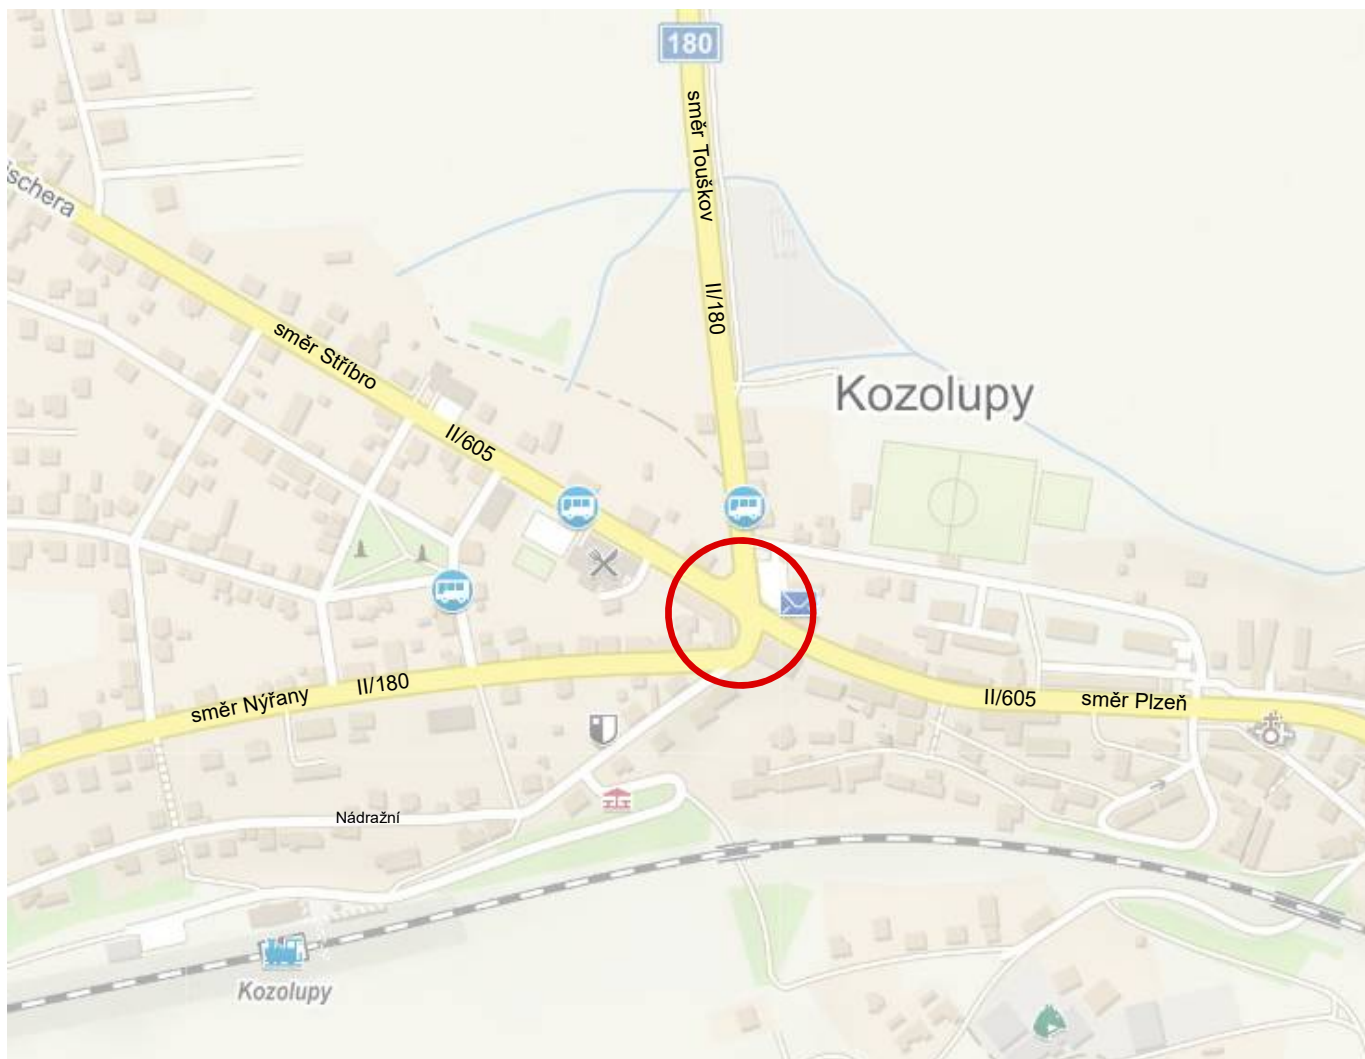 180
směr Touškov
schera
II/180
směr Stříbro
Kozolupy
II/605
II/180
směr Nýřany
II/605
směr Plzeň
Nádražní
Kozolupy